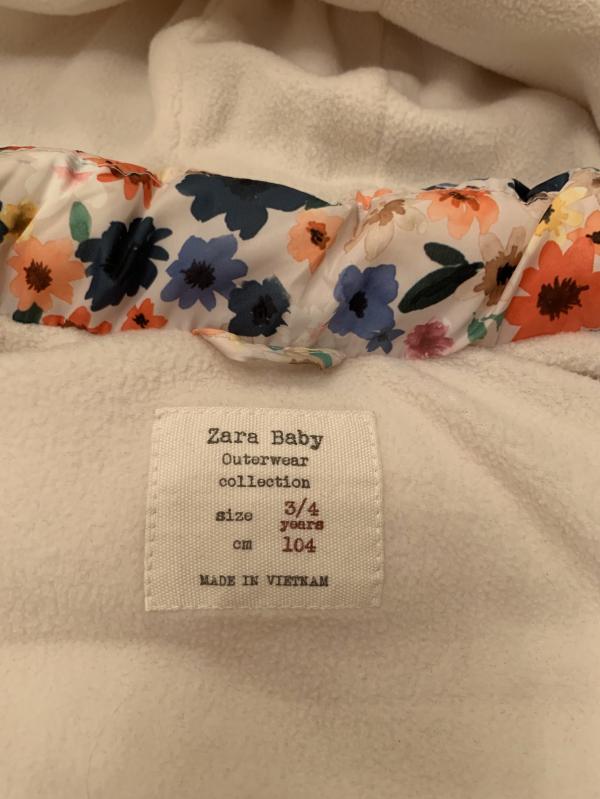 Zara Baby
Outerwear
collection
size 3/4 years
cm 104
MADE IN VIETNAM